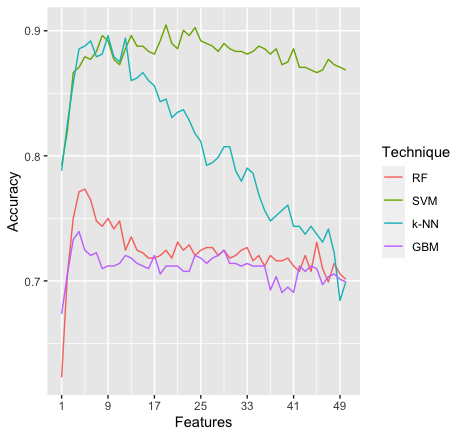 0.9
0.8
0.7
Accuracy
1 9 17 25 33 41 49
Features
Technique
RF
SVM
k-NN
GBM